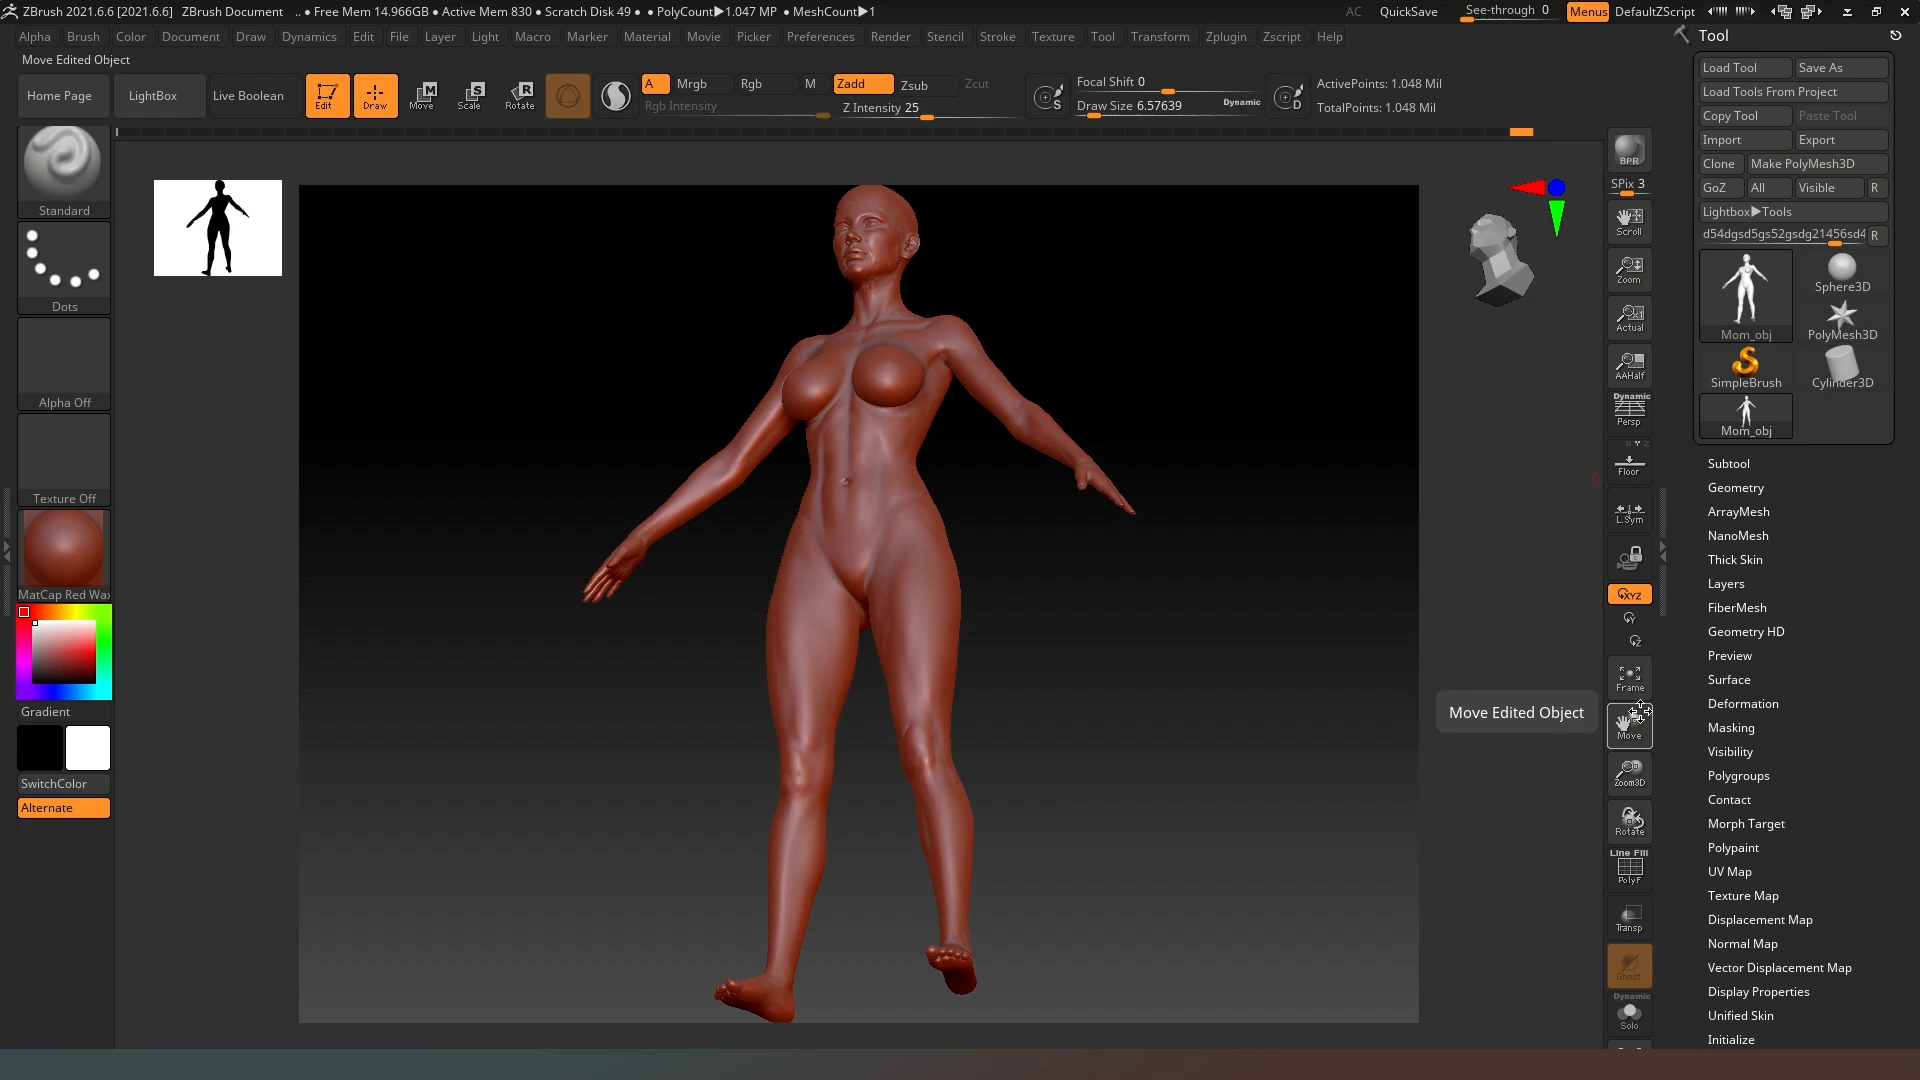 ZBrush 2021.6.6 [2021.6.6] ZBrush Document .. ● Free Mem 14.966GB ● Active Mem 830 ● Scratch Disk 49 ● ● PolyCount▶1.047 MP ● MeshCount▶1 AC QuickSave See-through 0 Menus DefaultZScript
Alpha Brush Color Document Draw Dynamics Edit File Layer Light Macro Marker Material Movie Picker Preferences Render Stencil Stroke Texture Tool Transform Zplugin Zscript Help
Tool
Move Edited Object
Home Page LightBox Live Boolean Edit Draw Move Scale Rotate
M S R
A Mrgb Rgb M Zadd Zsub Zcut
Rgb Intensity Z Intensity 25
S Focal Shift 0
Draw Size 6.57639 Dynamic
D ActivePoints: 1.048 Mil
TotalPoints: 1.048 Mil
Standard
Dots
Alpha Off
Texture Off
MatCap Red Wax
Gradient
SwitchColor
Alternate
Move Edited Object
BPR
SPix 3
Scroll
Zoom
Actual
AAHalf
Dynamic
Persp
Floor
L.Sym
XYZ
Y
Z
Frame
Move
Zoom3D
Rotate
Line Fill
PolyF
Transp
Ghost
Dynamic
Solo
Load Tool Save As
Load Tools From Project
Copy Tool Paste Tool
Import Export
Clone Make PolyMesh3D
GoZ All Visible R
Lightbox▶Tools
d54dgsd5gs52gsdg21456sd4 R
Mom_obj Sphere3D
PolyMesh3D
SimpleBrush Cylinder3D
Mom_obj
Subtool
Geometry
ArrayMesh
NanoMesh
Thick Skin
Layers
FiberMesh
Geometry HD
Preview
Surface
Deformation
Masking
Visibility
Polygroups
Contact
Morph Target
Polypaint
UV Map
Texture Map
Displacement Map
Normal Map
Vector Displacement Map
Display Properties
Unified Skin
Initialize